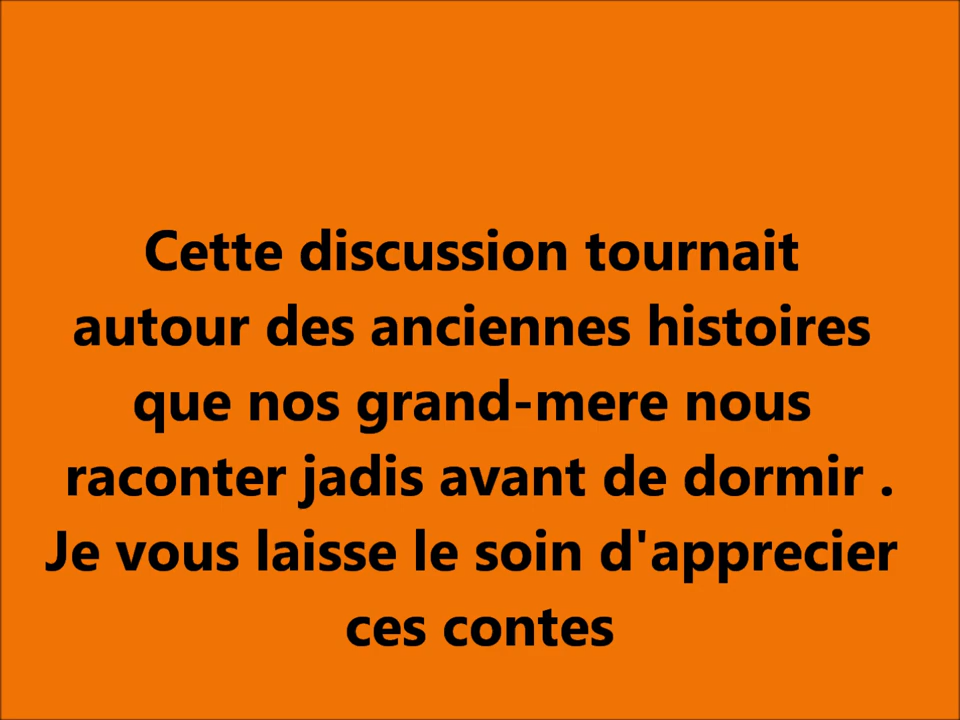 Cette discussion tournait
autour des anciennes histoires
que nos grand-mere nous
raconter jadis avant de dormir .
Je vous laisse le soin d'apprecier
ces contes